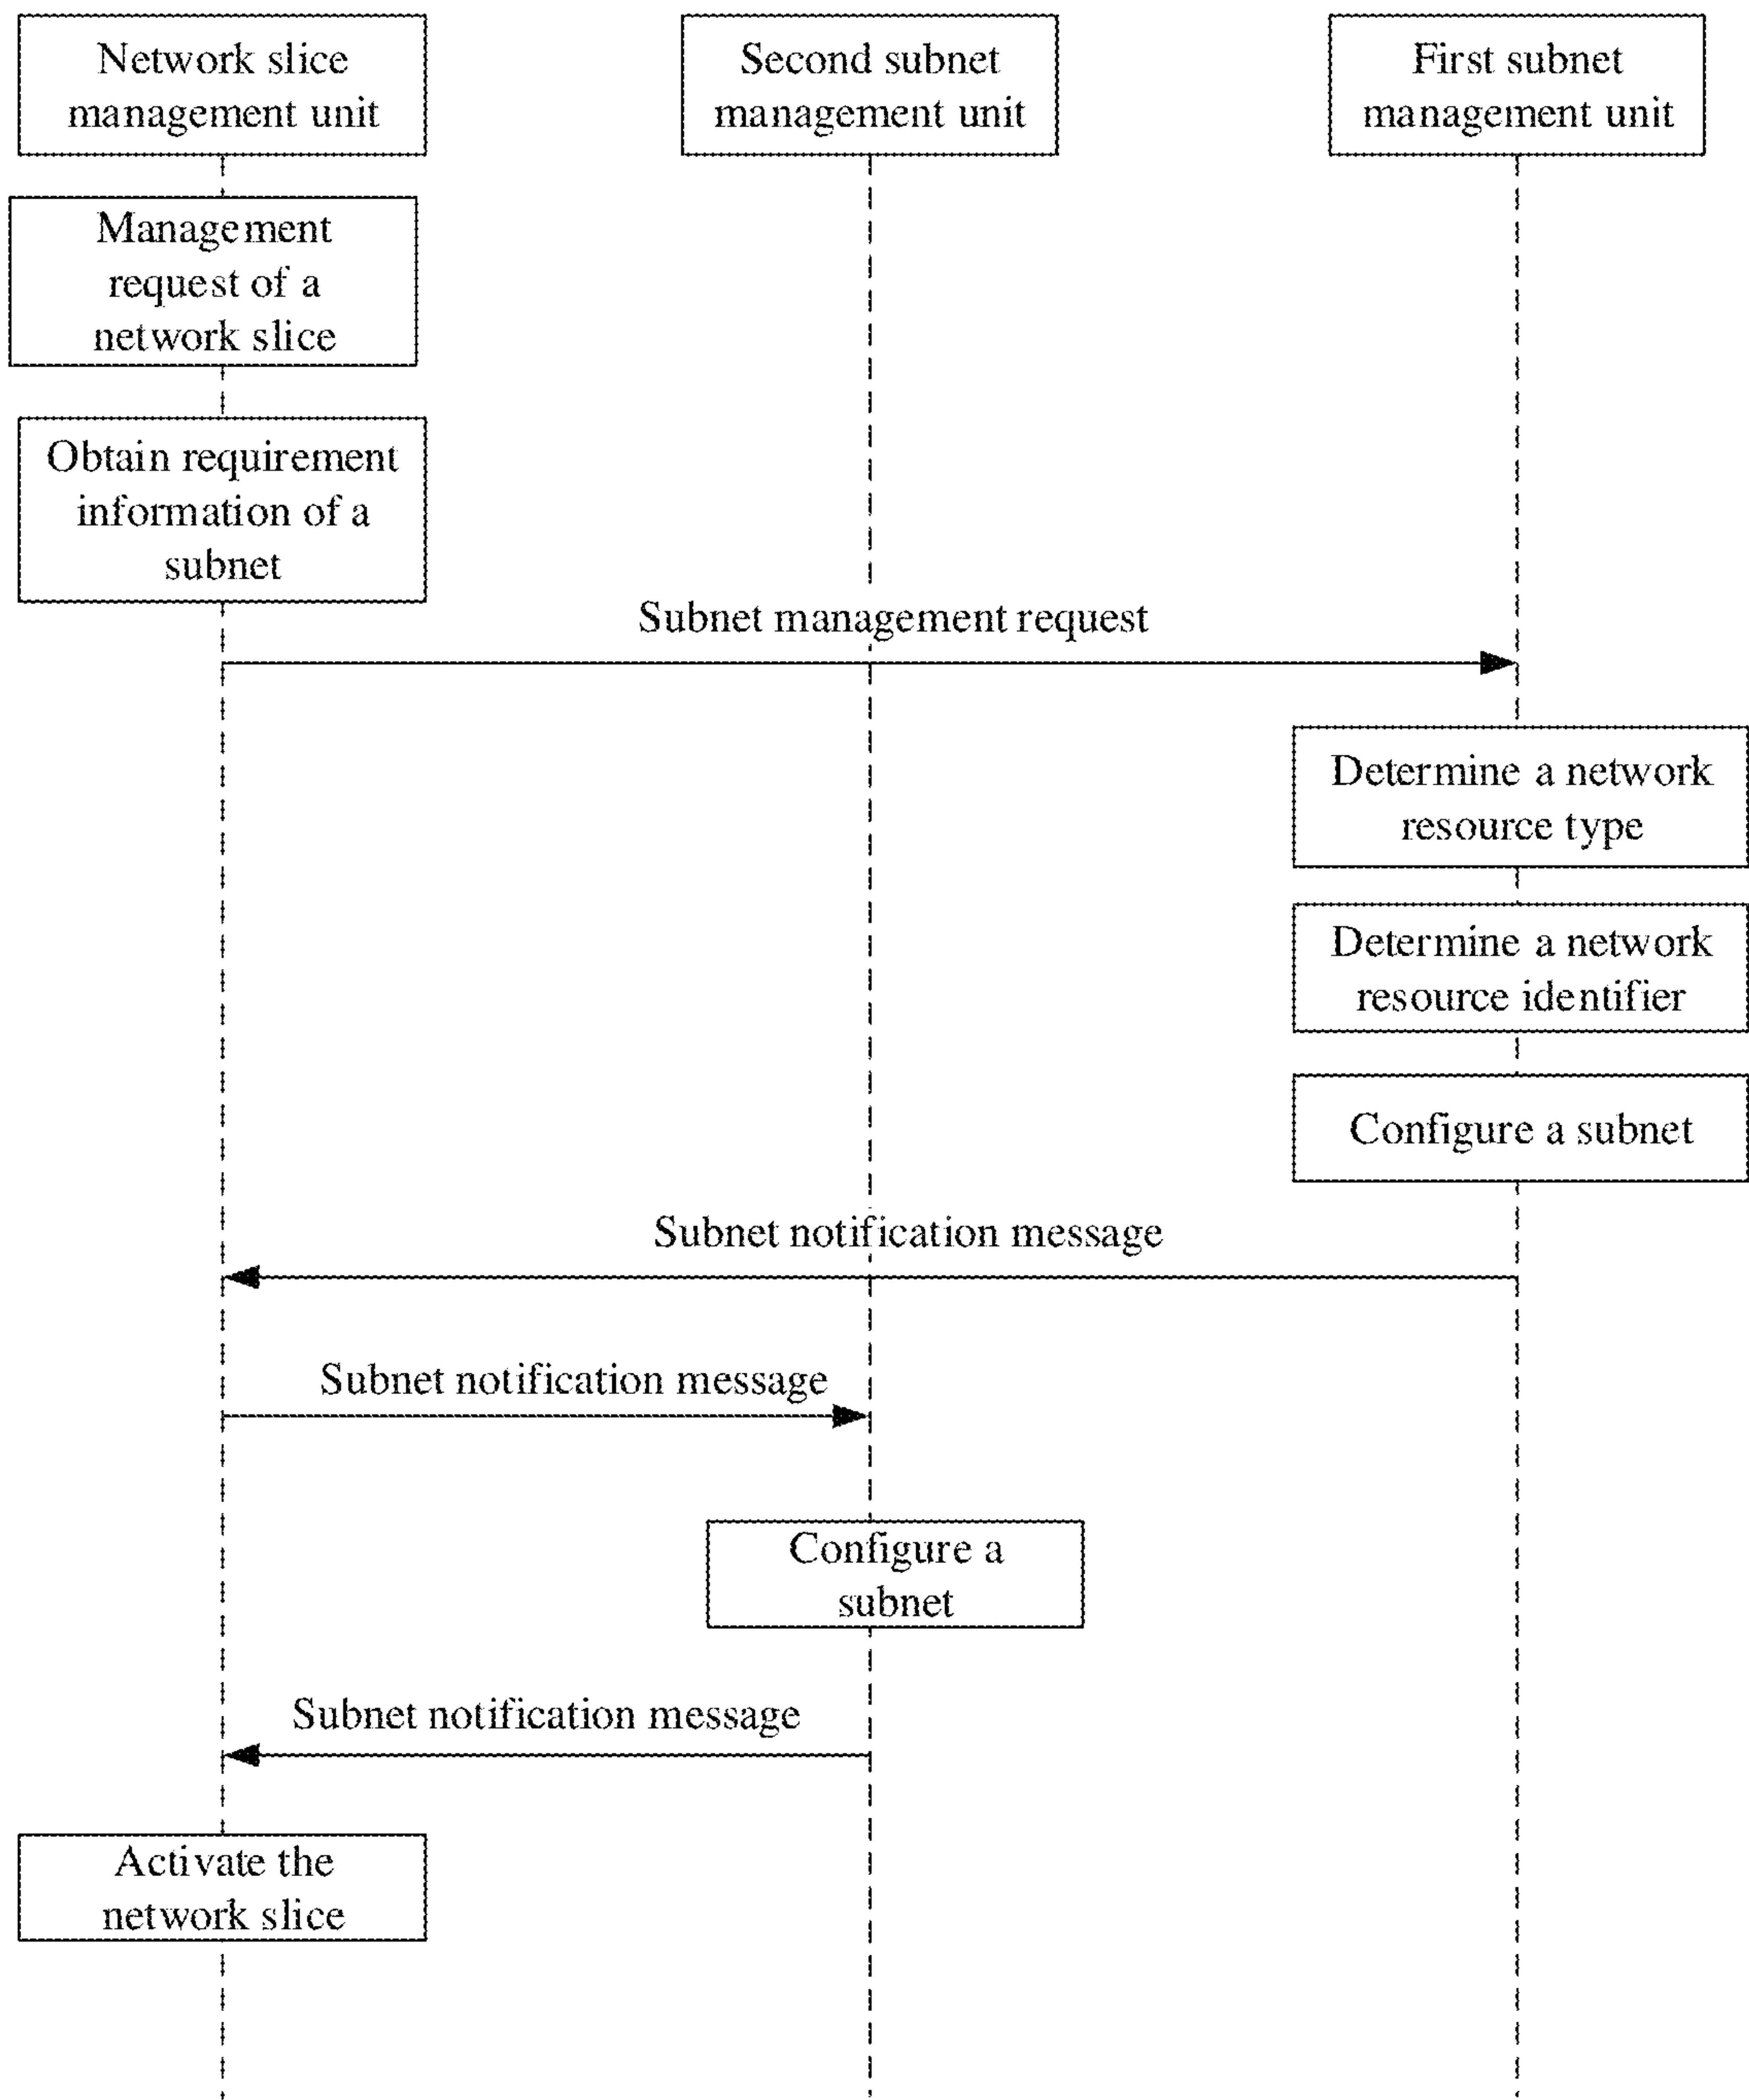 Network slice
management unit
Second subnet
management unit
First subnet
management unit
Management
request of a
network slice
Obtain requirement
information of a
subnet
Subnet management request
Determine a network
resource type
Determine a network
resource identifier
Configure a subnet
Subnet notification message
Subnet notification message
Configure a
subnet
Subnet notification message
Activate the
network slice